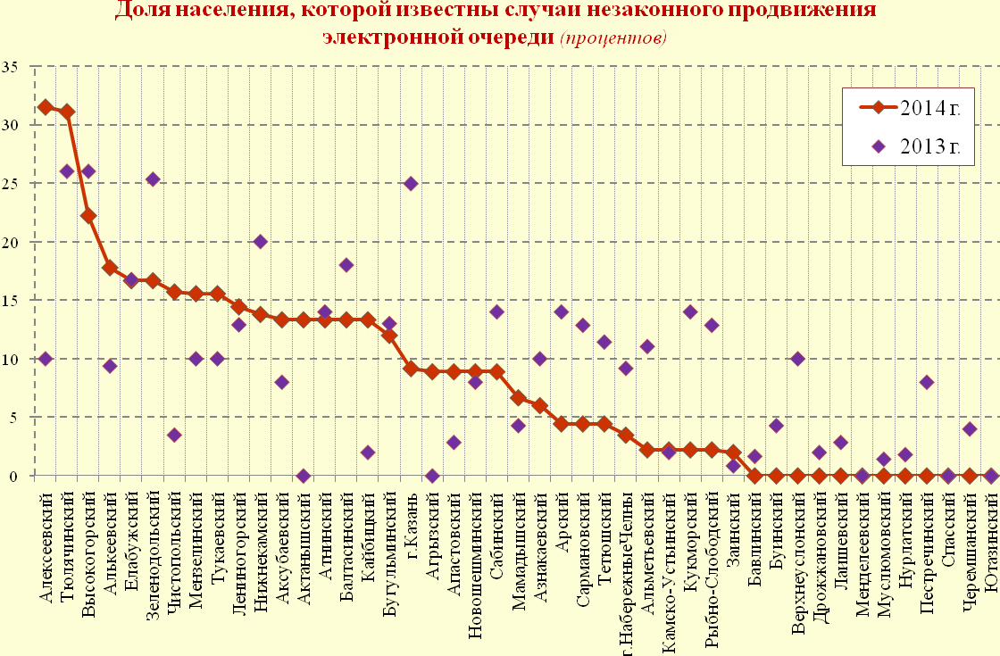 Доля населения, которой известны случаи незаконного продвижения
электронной очереди (процентов)
35
30
25
20
15
10
5
0
2014 г.
2013 г.
Алексеевский
Тюлячинский
Высокогорский
Алькеевский
Елабужский
Зеленодольский
Чистопольский
Мензелинский
Тукаевский
Лениногорский
Нижнекамский
Аксубаевский
Актанышский
Атнинский
Балтасинский
Кайбицкий
Бугульминский
г.Казань
Агрызский
Апастовский
Новошешминский
Сабинский
Мамадышский
Азнакаевский
Арский
Сармановский
Тетюшский
г.НабережныеЧелны
Альметьевский
Камско-Устьинский
Кукморский
Рыбно-Слободский
Заинский
Бавлинский
Буинский
Верхнеуслонский
Дрожжановский
Лаишевский
Менделеевский
Муслюмовский
Нурлатский
Пестречинский
Спасский
Черемшанский
Ютазинский